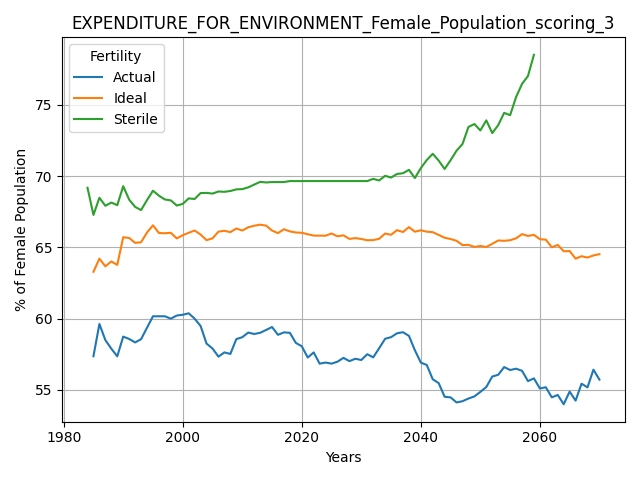 EXPENDITURE_FOR_ENVIRONMENT_Female_Population_scoring_3
Fertility
Actual
Ideal
Sterile
% of Female Population
75
70
65
60
55
1980
2000
2020
2040
2060
Years